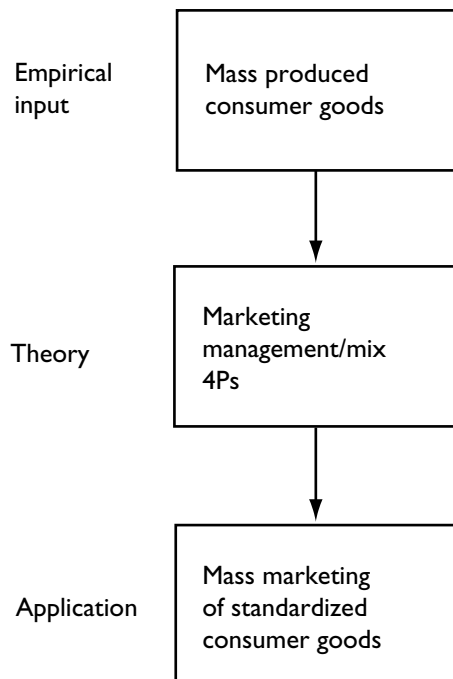 Empirical
input
Mass produced
consumer goods
Theory
Marketing
management/mix
4Ps
Application
Mass marketing
of standardized
consumer goods